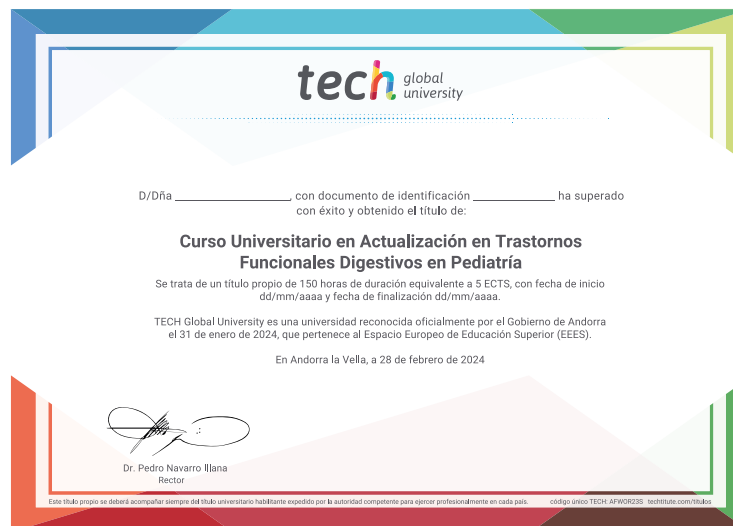 tech global
university
D/Dña ______________, con documento de identificación ______________ ha superado
con éxito y obtenido el título de:
Curso Universitario en Actualización en Trastornos
Funcionales Digestivos en Pediatría
Se trata de un título propio de 150 horas de duración equivalente a 5 ECTS, con fecha de inicio
dd/mm/aaaa y fecha de finalización dd/mm/aaaa.
TECH Global University es una universidad reconocida oficialmente por el Gobierno de Andorra
el 31 de enero de 2024, que pertenece al Espacio Europeo de Educación Superior (EEES).
En Andorra la Vella, a 28 de febrero de 2024
Dr. Pedro Navarro Illana
Rector
Este título propio se deberá acompañar siempre del título universitario habilitante expedido por la autoridad competente para ejercer profesionalmente en cada país. código único TECH: AFWOR23S techtitute.com/titulos